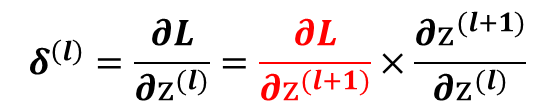 δ^(l) = ∂L/∂z^(l) = ∂L/∂z^(l+1) × ∂z^(l+1)/∂z^(l)